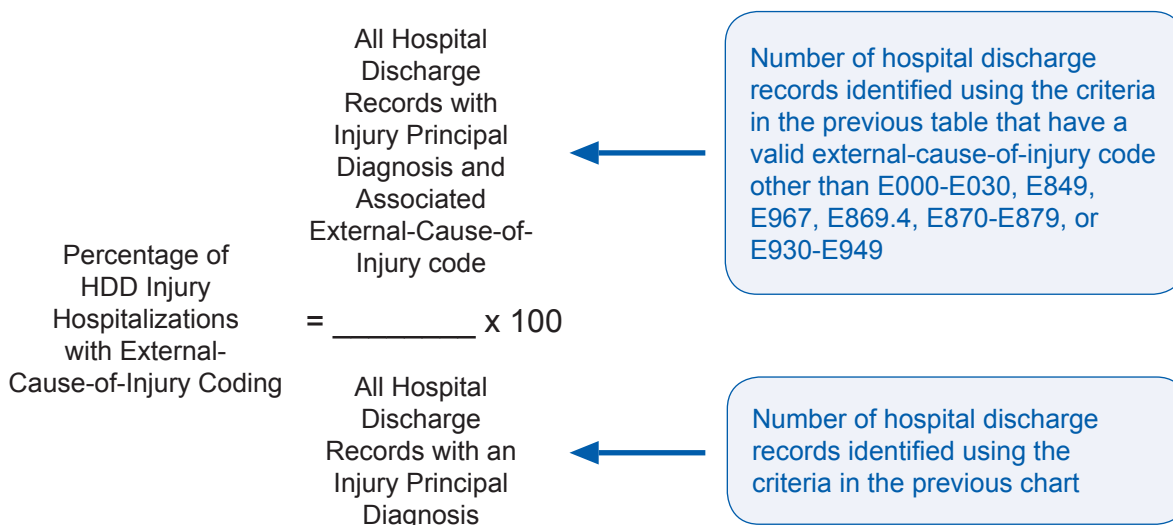 Percentage of
HDD Injury
Hospitalizations
with External-
Cause-of-Injury Coding
=
All Hospital
Discharge
Records with
Injury Principal
Diagnosis and
Associated
External-Cause-of-
Injury code
________ x 100
All Hospital
Discharge
Records with an
Injury Principal
Diagnosis
Number of hospital discharge
records identified using the criteria
in the previous table that have a
valid external-cause-of-injury code
other than E000-E030, E849,
E967, E869.4, E870-E879, or
E930-E949
Number of hospital discharge
records identified using the
criteria in the previous chart